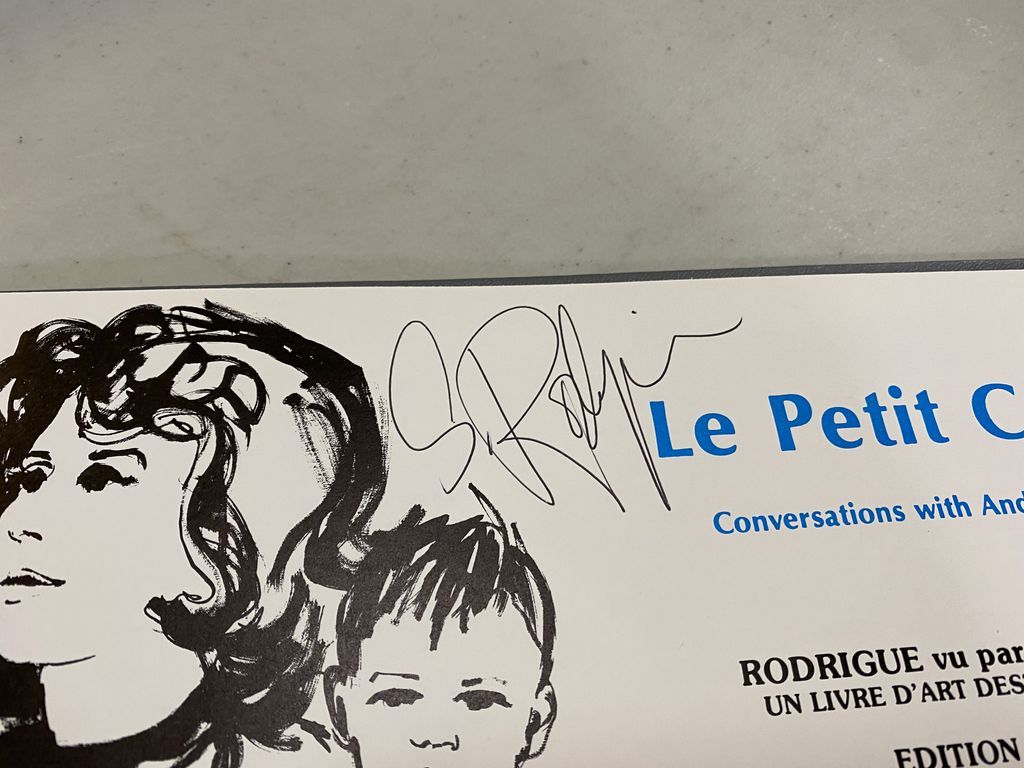 Le Petit C
Conversations with And
RODRIGUE vu par
UN LIVRE D'ART DES
EDITION